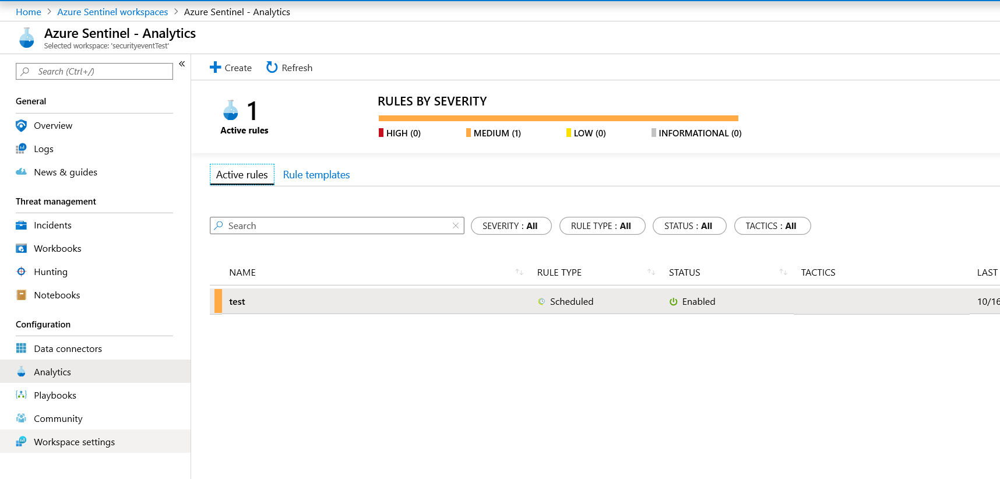 Home > Azure Sentinel workspaces > Azure Sentinel - Analytics
Azure Sentinel - Analytics
Selected workspace: 'securityeventTest'
Search (Ctrl+/)
«
General
Overview
Logs
News & guides
Threat management
Incidents
Workbooks
Hunting
Notebooks
Configuration
Data connectors
Analytics
Playbooks
Community
Workspace settings
Create Refresh
1
Active rules
RULES BY SEVERITY
HIGH (0) MEDIUM (1) LOW (0) INFORMATIONAL (0)
Active rules Rule templates
Search SEVERITY : All RULE TYPE : All STATUS : All TACTICS : All
NAME RULE TYPE STATUS TACTICS LAST
test Scheduled Enabled 10/16